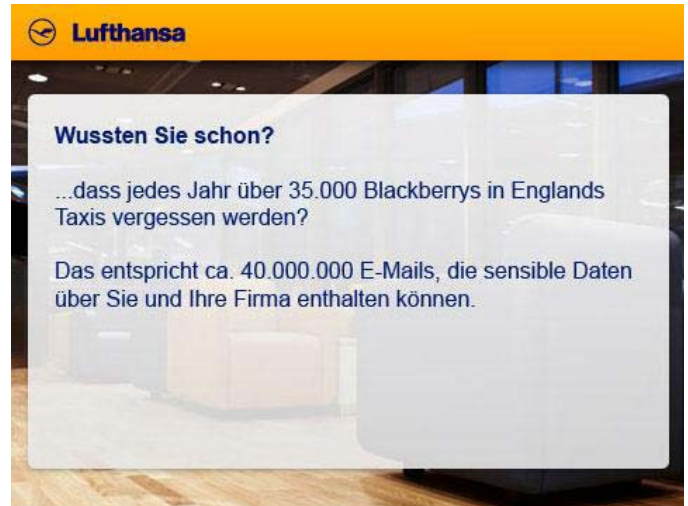 Lufthansa
Wussten Sie schon?
...dass jedes Jahr über 35.000 Blackberrys in Englands
Taxis vergessen werden?
Das entspricht ca. 40.000.000 E-Mails, die sensible Daten
über Sie und Ihre Firma enthalten können.